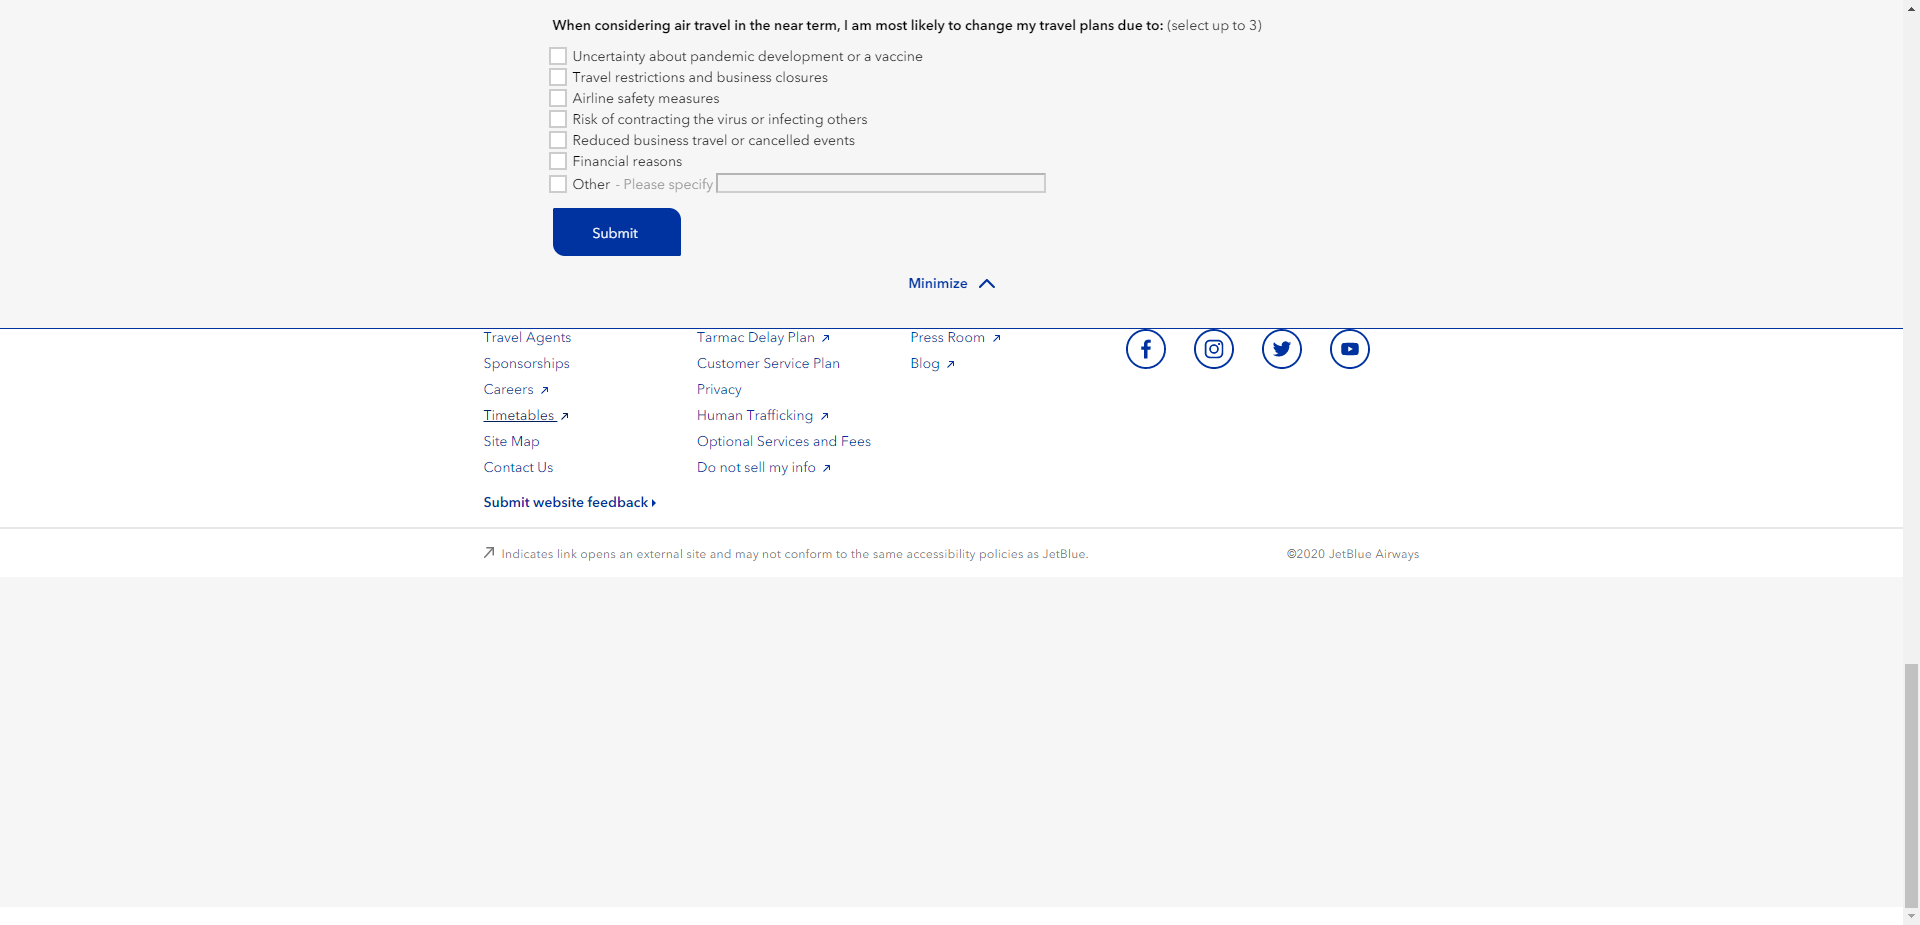 When considering air travel in the near term, I am most likely to change my travel plans due to: (select up to 3)
Uncertainty about pandemic development or a vaccine
Travel restrictions and business closures
Airline safety measures
Risk of contracting the virus or infecting others
Reduced business travel or cancelled events
Financial reasons
Other - Please specify
Submit
Minimize
Travel Agents
Sponsorships
Careers
Timetables
Site Map
Contact Us
Submit website feedback
Tarmac Delay Plan
Customer Service Plan
Privacy
Human Trafficking
Optional Services and Fees
Do not sell my info
Press Room
Blog
Indicates link opens an external site and may not conform to the same accessibility policies as JetBlue.
©2020 JetBlue Airways